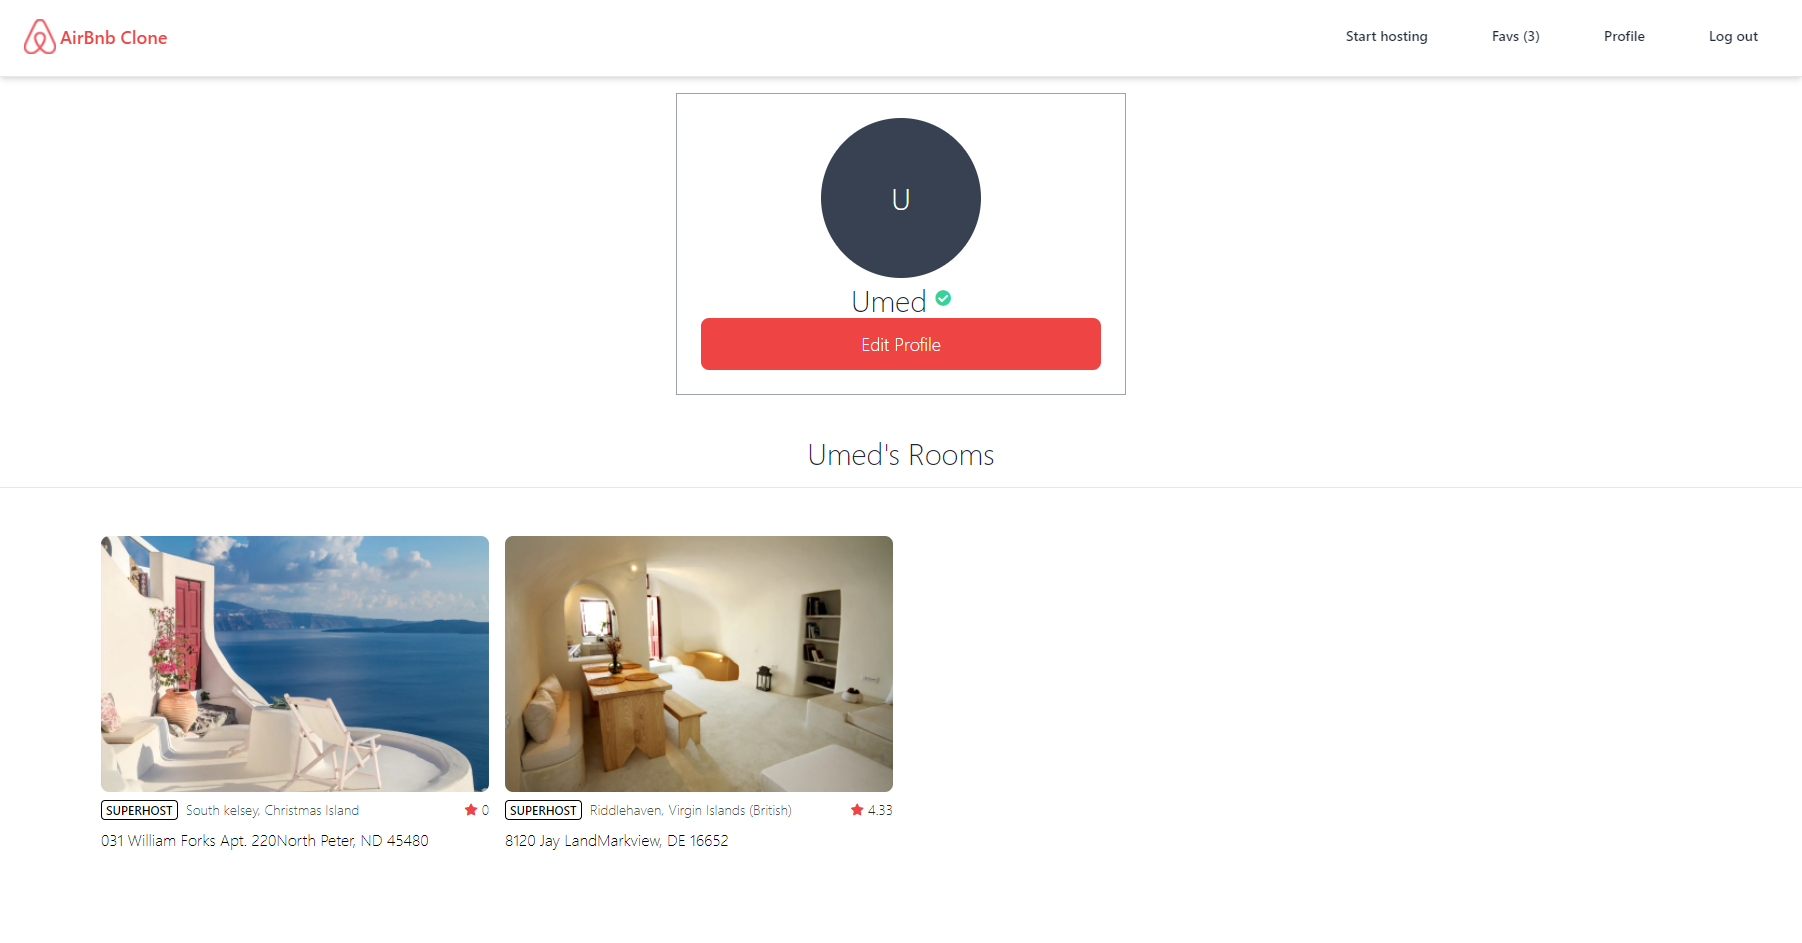 AirBnb Clone
Start hosting
Favs (3)
Profile
Log out
U
Umed
Edit Profile
Umed's Rooms
SUPERHOST South kelsey, Christmas Island 0
031 William Forks Apt. 220North Peter, ND 45480
SUPERHOST Riddlehaven, Virgin Islands (British) 4.33
8120 Jay LandMarkview, DE 16652